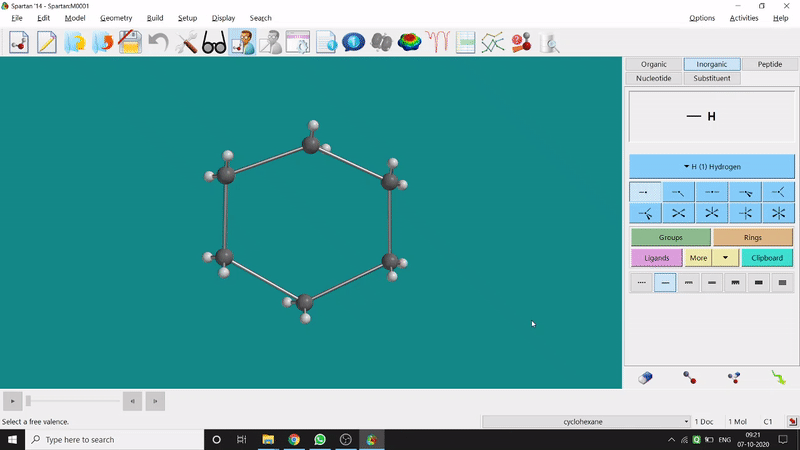 Spartan '14 - Spartan:M0001
File Edit Model Geometry Build Setup Display Search Options Activities Help
Organic Inorganic Peptide
Nucleotide Substituent
H
H (1) Hydrogen
Groups Rings
Ligands More Clipboard
Select a free valence.
cyclohexane 1 Doc 1 Mol C1
Type here to search
09:21
07-10-2020